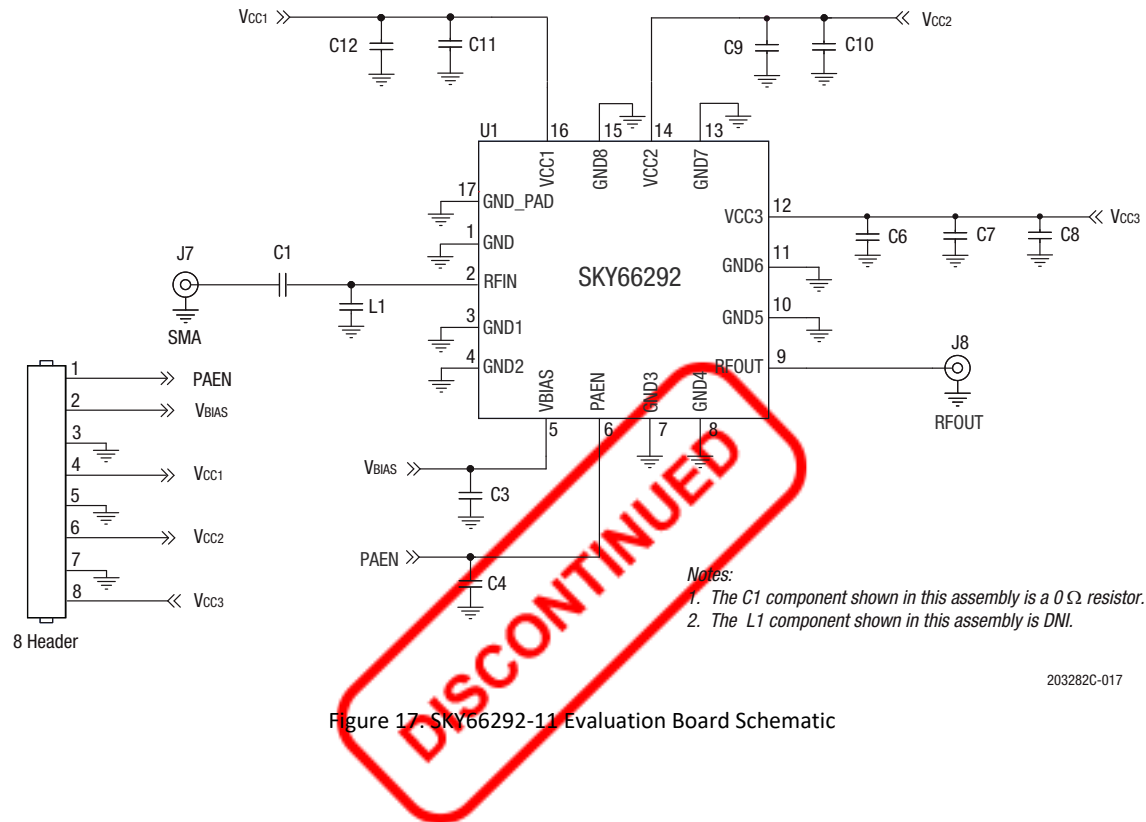 VCC1
VCC2
C12
C11
C9
C10
U1
16
15
14
13
VCC1
GND8
VCC2
GND7
17
GND_PAD
1
GND
2
RFIN
3
GND1
4
GND2
SKY66292
VCC3
12
GND6
11
GND5
10
RFOUT
9
VCC3
C6
C7
C8
J7
C1
L1
SMA
J8
RFOUT
VBIAS
PAEN
GND3
GND4
5
6
7
8
VBIAS
C3
PAEN
C4
1
PAEN
2
VBIAS
3
4
VCC1
5
6
VCC2
7
8
VCC3
8 Header
DISCONTINUED
Notes:
1. The C1 component shown in this assembly is a 0 Ω resistor.
2. The L1 component shown in this assembly is DNI.
203282C-017
Figure 17. SKY66292-11 Evaluation Board Schematic